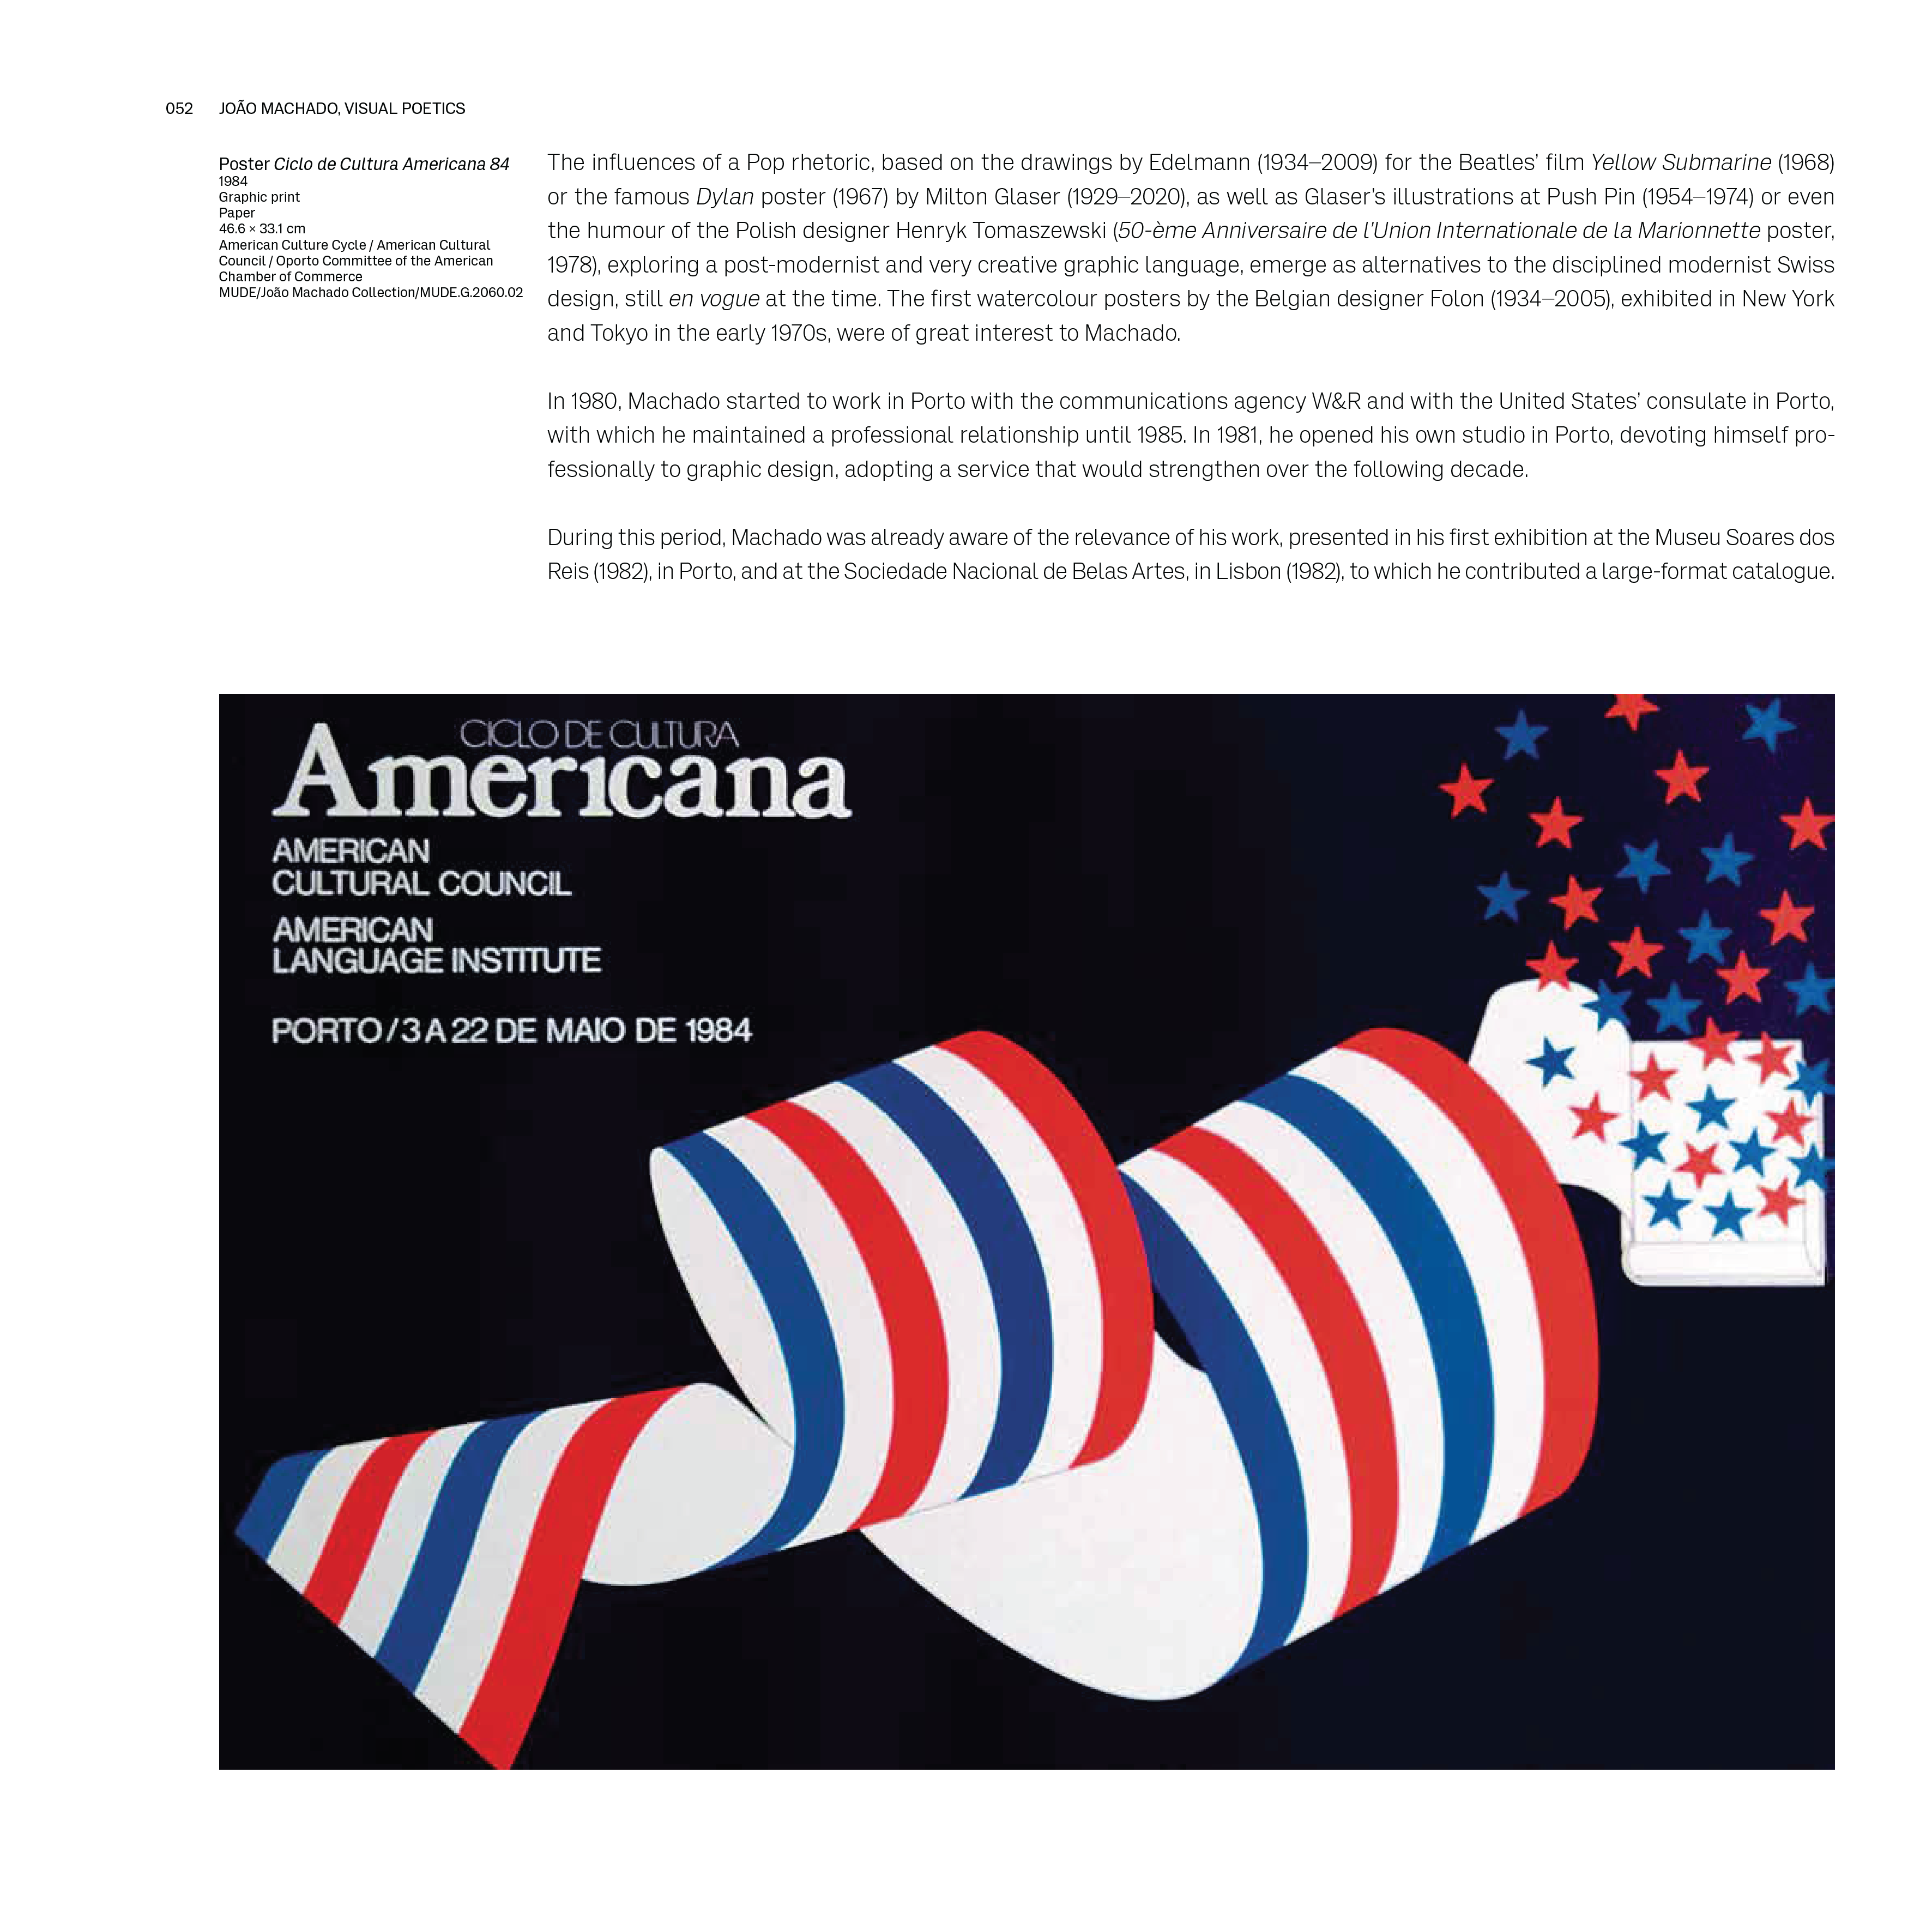 052 JOÃO MACHADO, VISUAL POETICS
Poster Ciclo de Cultura Americana 84
1984
Graphic print
Paper
46.6 × 33.1 cm
American Culture Cycle / American Cultural
Council / Oporto Committee of the American
Chamber of Commerce
MUDE/João Machado Collection/MUDE.G.2060.02
The influences of a Pop rhetoric, based on the drawings by Edelmann (1934–2009) for the Beatles’ film Yellow Submarine (1968)
or the famous Dylan poster (1967) by Milton Glaser (1929–2020), as well as Glaser’s illustrations at Push Pin (1954–1974) or even
the humour of the Polish designer Henryk Tomaszewski (50-ème Anniversaire de l’Union Internationale de la Marionnette poster,
1978), exploring a post-modernist and very creative graphic language, emerge as alternatives to the disciplined modernist Swiss
design, still en vogue at the time. The first watercolour posters by the Belgian designer Folon (1934–2005), exhibited in New York
and Tokyo in the early 1970s, were of great interest to Machado.
In 1980, Machado started to work in Porto with the communications agency W&R and with the United States’ consulate in Porto,
with which he maintained a professional relationship until 1985. In 1981, he opened his own studio in Porto, devoting himself pro-
fessionally to graphic design, adopting a service that would strengthen over the following decade.
During this period, Machado was already aware of the relevance of his work, presented in his first exhibition at the Museu Soares dos
Reis (1982), in Porto, and at the Sociedade Nacional de Belas Artes, in Lisbon (1982), to which he contributed a large-format catalogue.
CICLO DE CULTURA
Americana
AMERICAN
CULTURAL COUNCIL
AMERICAN
LANGUAGE INSTITUTE
PORTO/3 A 22 DE MAIO DE 1984